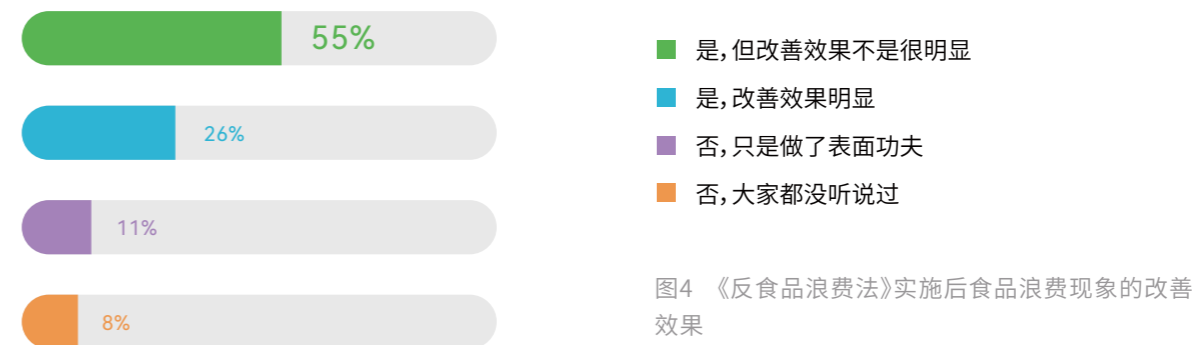 55%
26%
11%
8%
是，但改善效果不是很明显
是，改善效果明显
否，只是做了表面功夫
否，大家都没听说过
图4 《反食品浪费法》实施后食品浪费现象的改善
效果